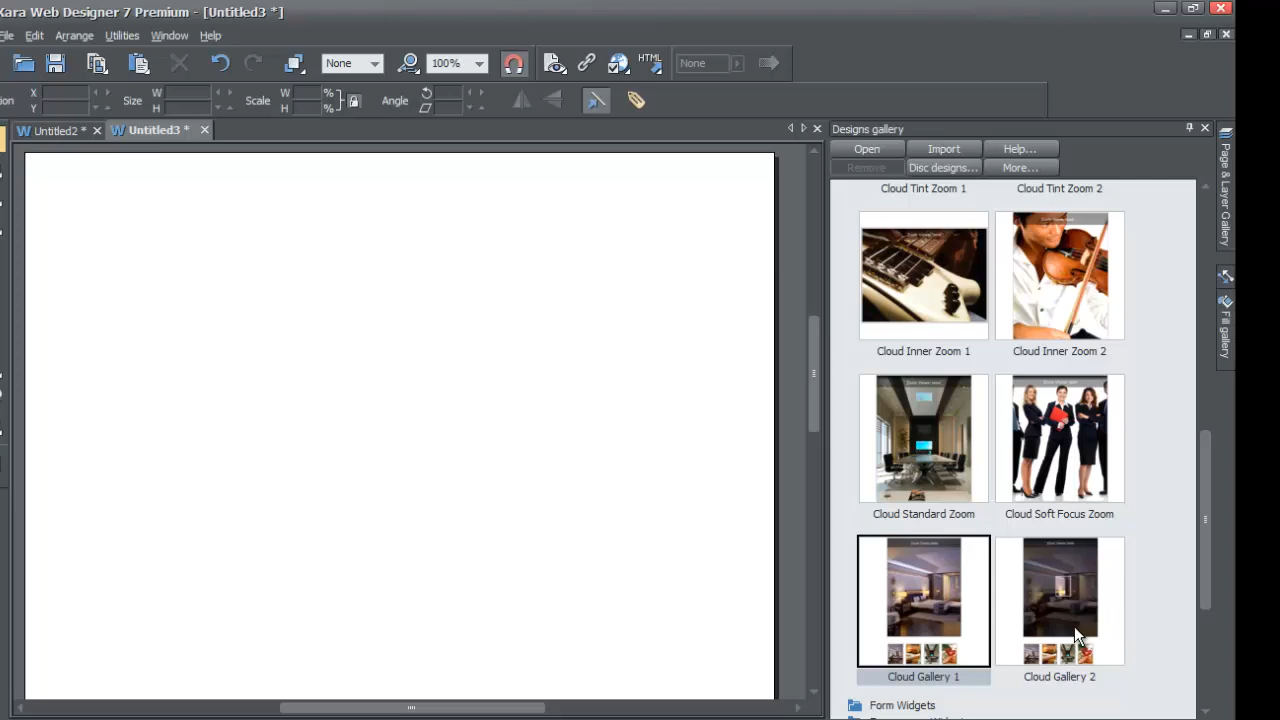 Xara Web Designer 7 Premium - [Untitled3 *]
File Edit Arrange Utilities Window Help
None 100% HTML None
X Y Size W H Scale W % H % Angle
Untitled2 * Untitled3 *
Designs gallery
Open Import Help...
Remove Disc designs... More...
Cloud Tint Zoom 1 Cloud Tint Zoom 2
Cloud Inner Zoom 1 Cloud Inner Zoom 2
Cloud Standard Zoom Cloud Soft Focus Zoom
Cloud Gallery 1 Cloud Gallery 2
Form Widgets
Page & Layer Gallery
Fill gallery